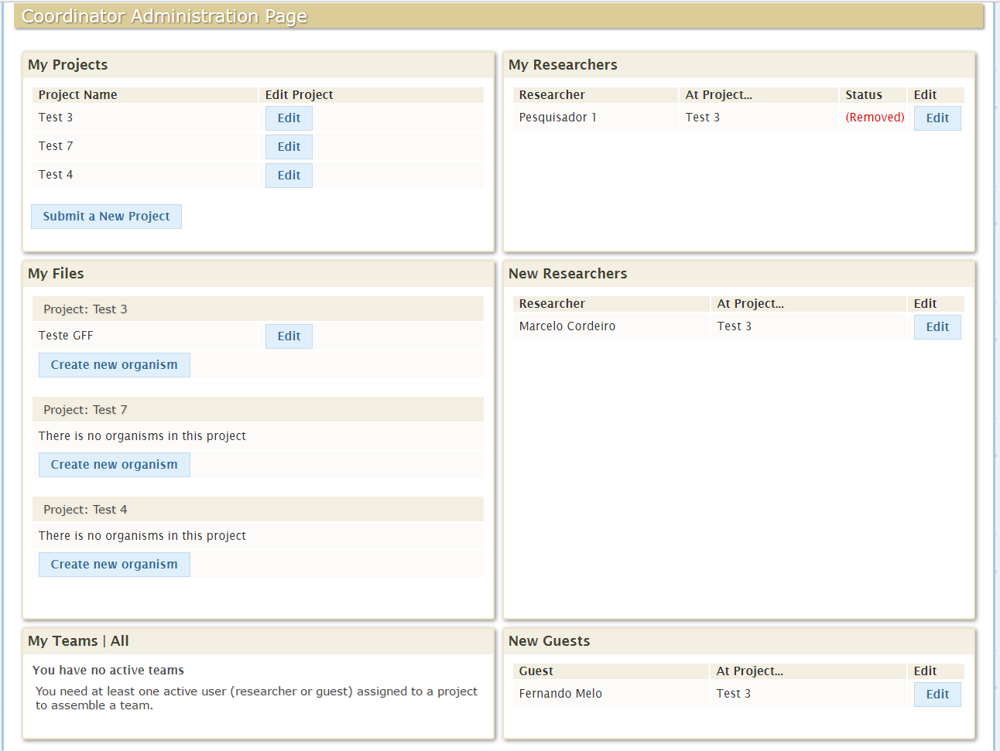 Coordinator Administration Page
My Projects
Project Name Edit Project
Test 3 Edit
Test 7 Edit
Test 4 Edit
Submit a New Project
My Researchers
Researcher At Project... Status Edit
Pesquisador 1 Test 3 (Removed) Edit
My Files
Project: Test 3
Teste GFF Edit
Create new organism
Project: Test 7
There is no organisms in this project
Create new organism
Project: Test 4
There is no organisms in this project
Create new organism
New Researchers
Researcher At Project... Edit
Marcelo Cordeiro Test 3 Edit
My Teams | All
You have no active teams
You need at least one active user (researcher or guest) assigned to a project
to assemble a team.
New Guests
Guest At Project... Edit
Fernando Melo Test 3 Edit